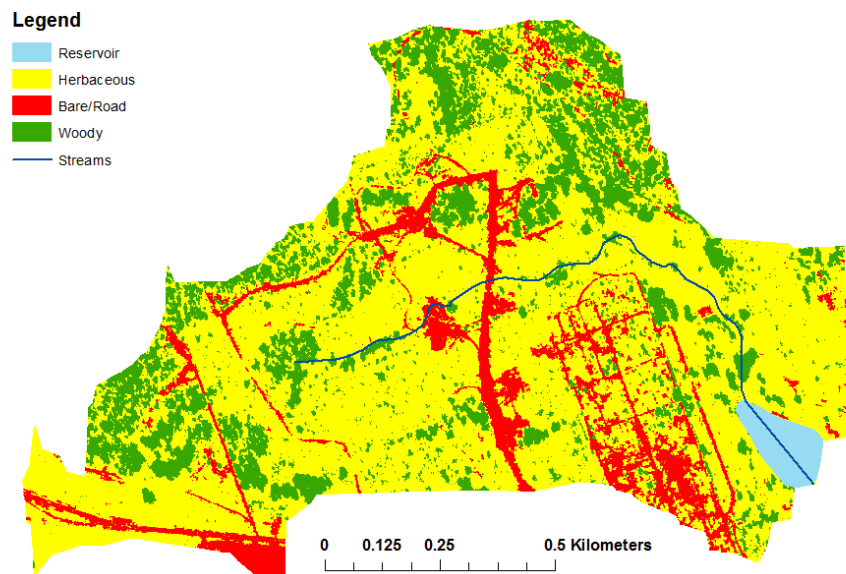 Legend
Reservoir
Herbaceous
Bare/Road
Woody
Streams
0 0.125 0.25 0.5 Kilometers